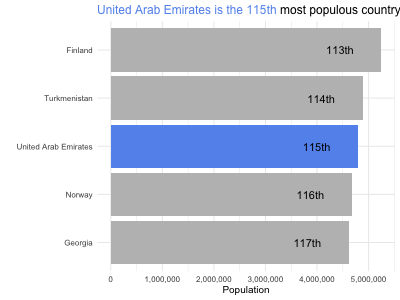 United Arab Emirates is the 115th most populous country
Finland 113th
Turkmenistan 114th
United Arab Emirates 115th
Norway 116th
Georgia 117th
0 1,000,000 2,000,000 3,000,000 4,000,000 5,000,000
Population